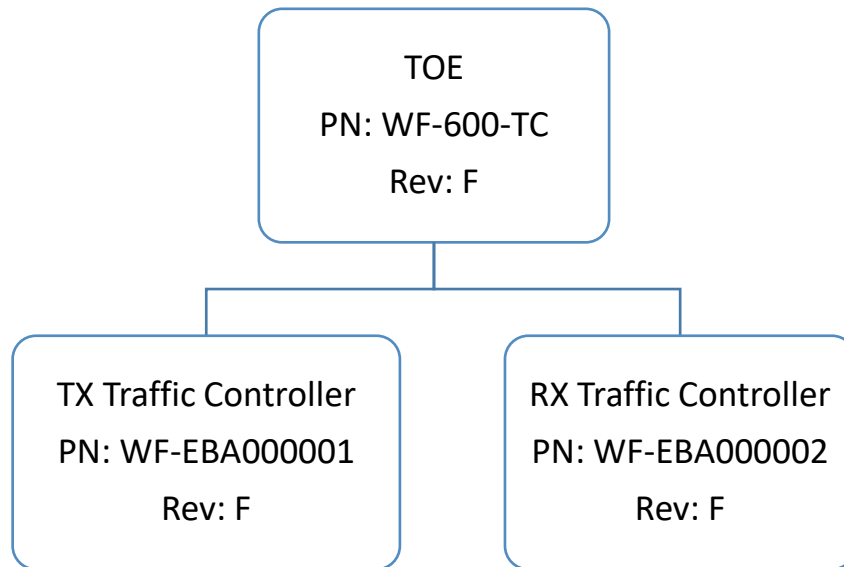 TOE
PN: WF-600-TC
Rev: F
TX Traffic Controller
PN: WF-EBA000001
Rev: F
RX Traffic Controller
PN: WF-EBA000002
Rev: F